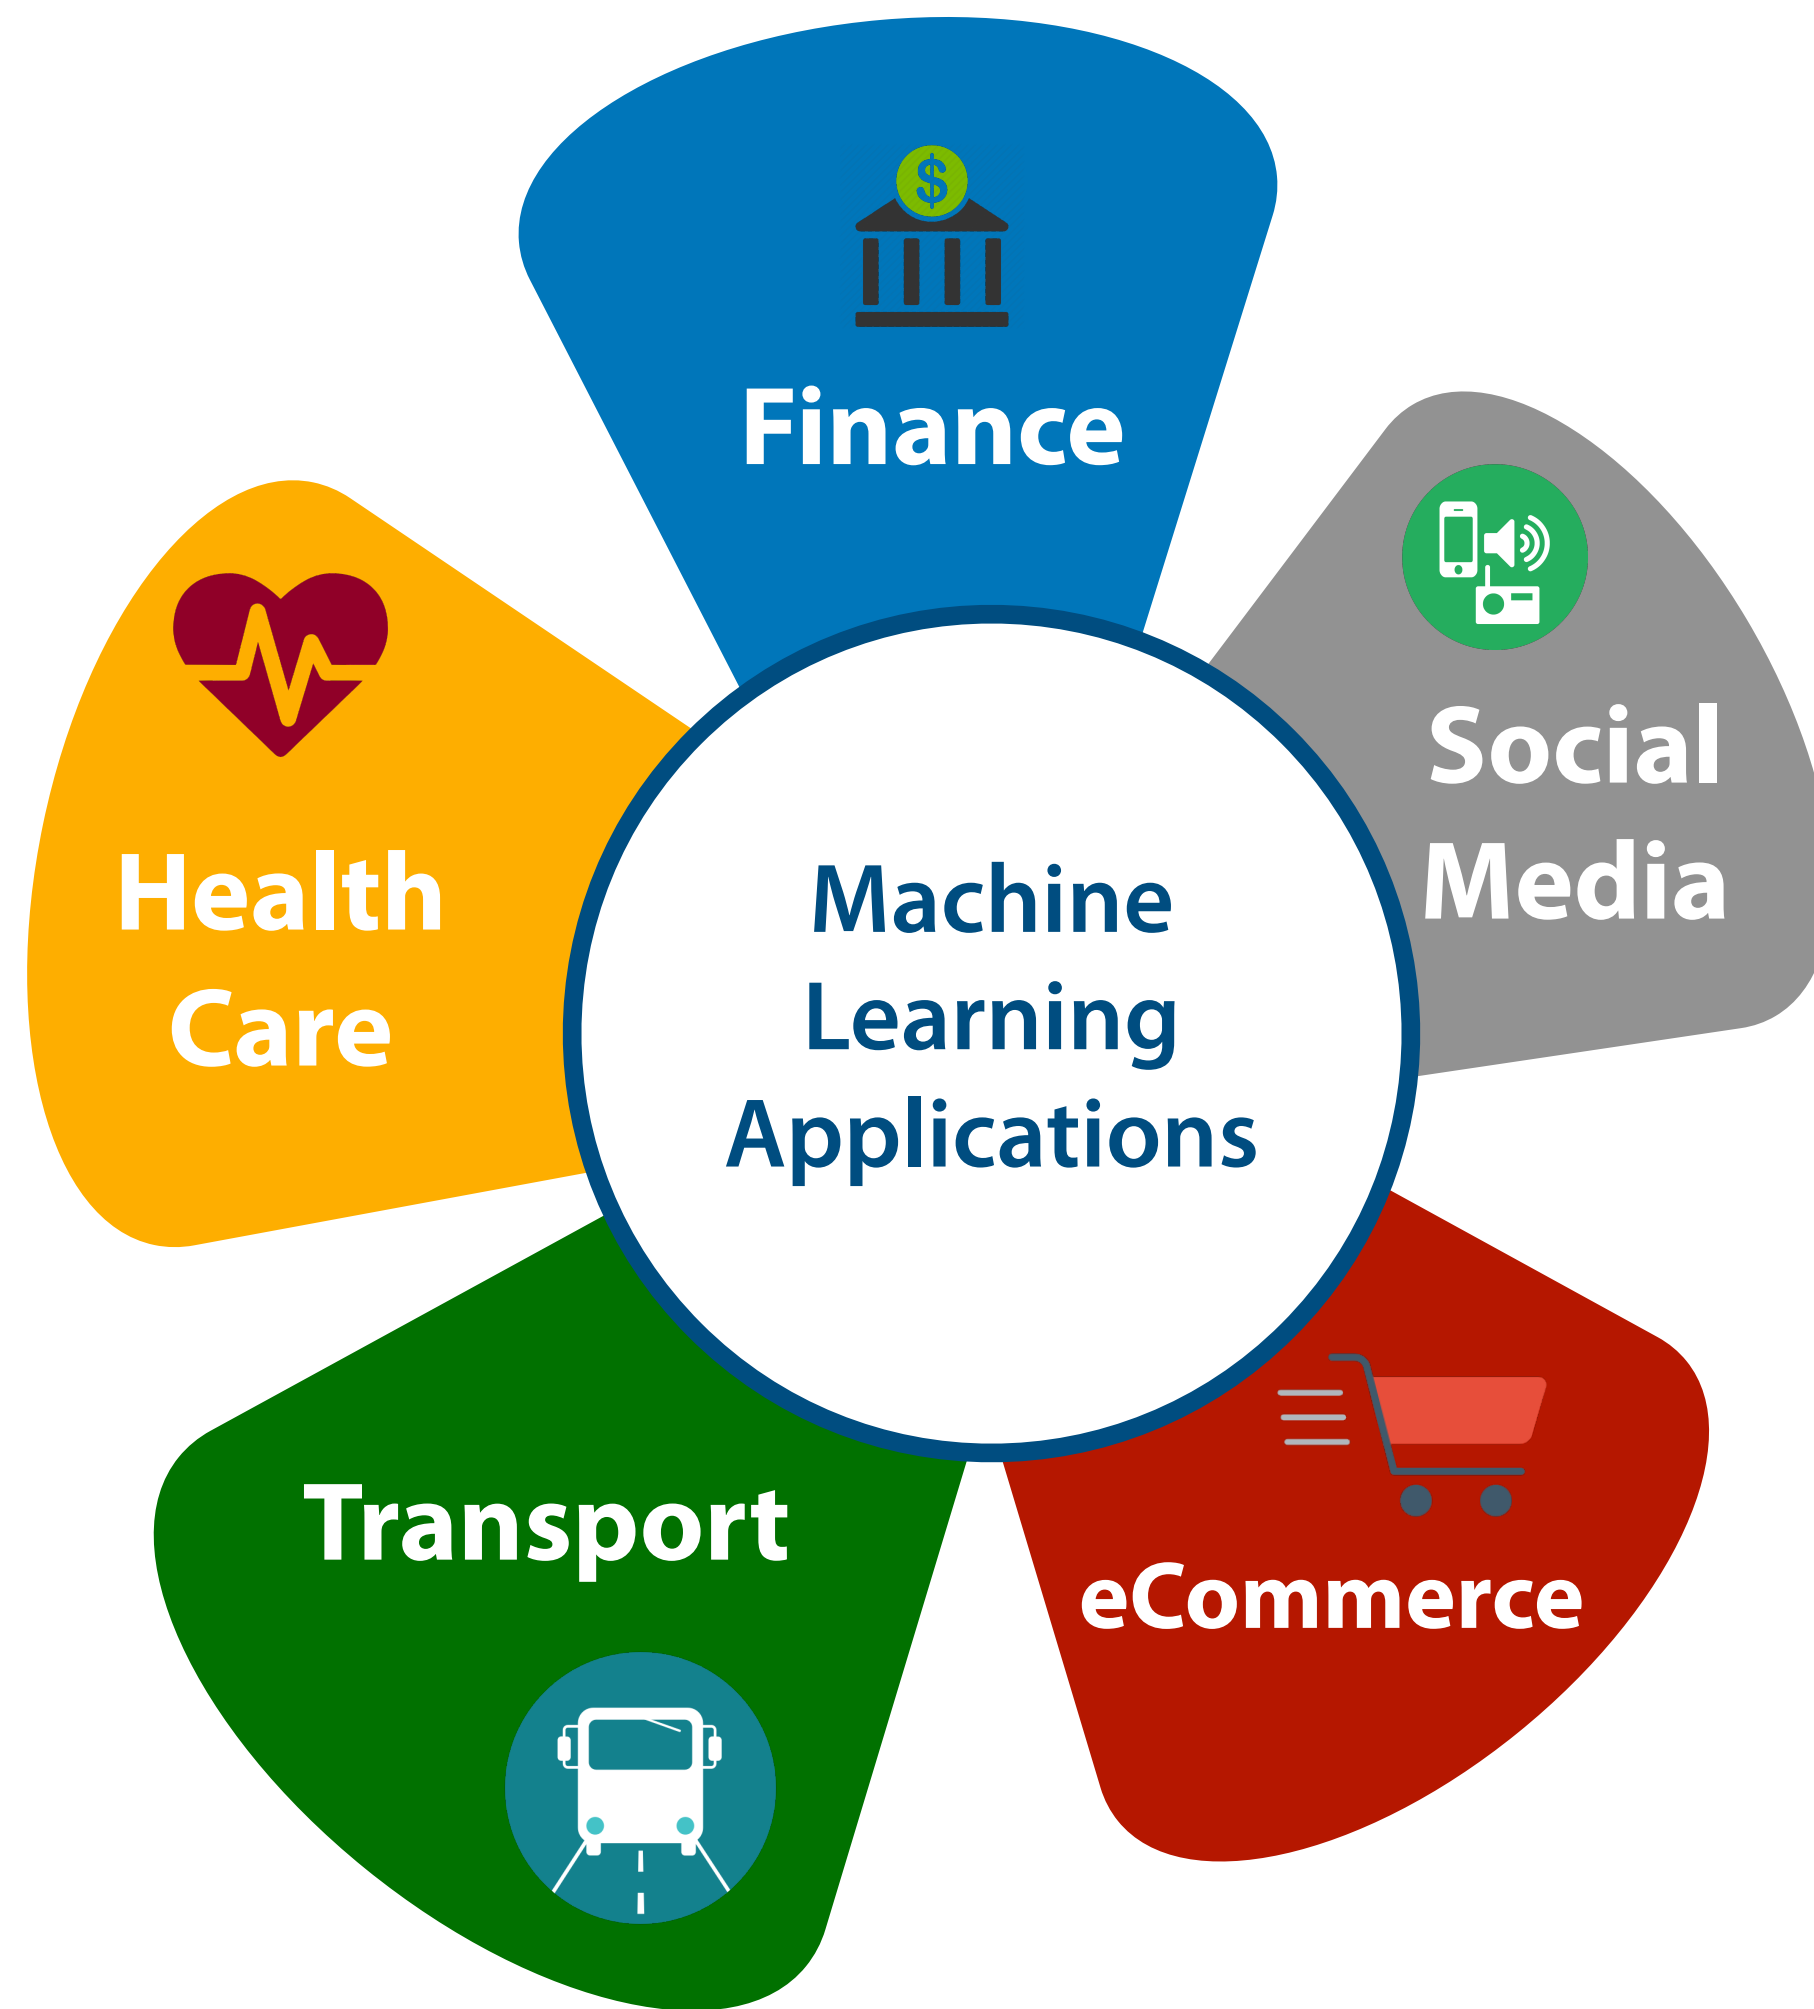 $
Finance
Social
Media
Health
Care
Machine
Learning
Applications
Transport
eCommerce